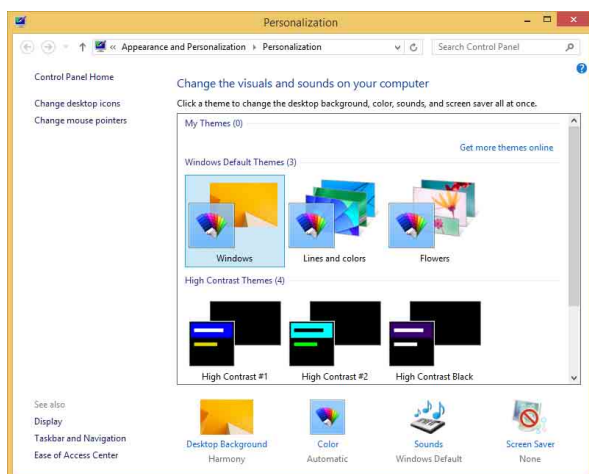 Personalization
« Appearance and Personalization Personalization
Search Control Panel
Control Panel Home
Change desktop icons
Change mouse pointers
Change the visuals and sounds on your computer
Click a theme to change the desktop background, color, sounds, and screen saver all at once.
My Themes (0)
Get more themes online
Windows Default Themes (3)
Windows
Lines and colors
Flowers
High Contrast Themes (4)
High Contrast #1
High Contrast #2
High Contrast Black
See also
Display
Taskbar and Navigation
Ease of Access Center
Desktop Background
Harmony
Color
Automatic
Sounds
Windows Default
Screen Saver
None